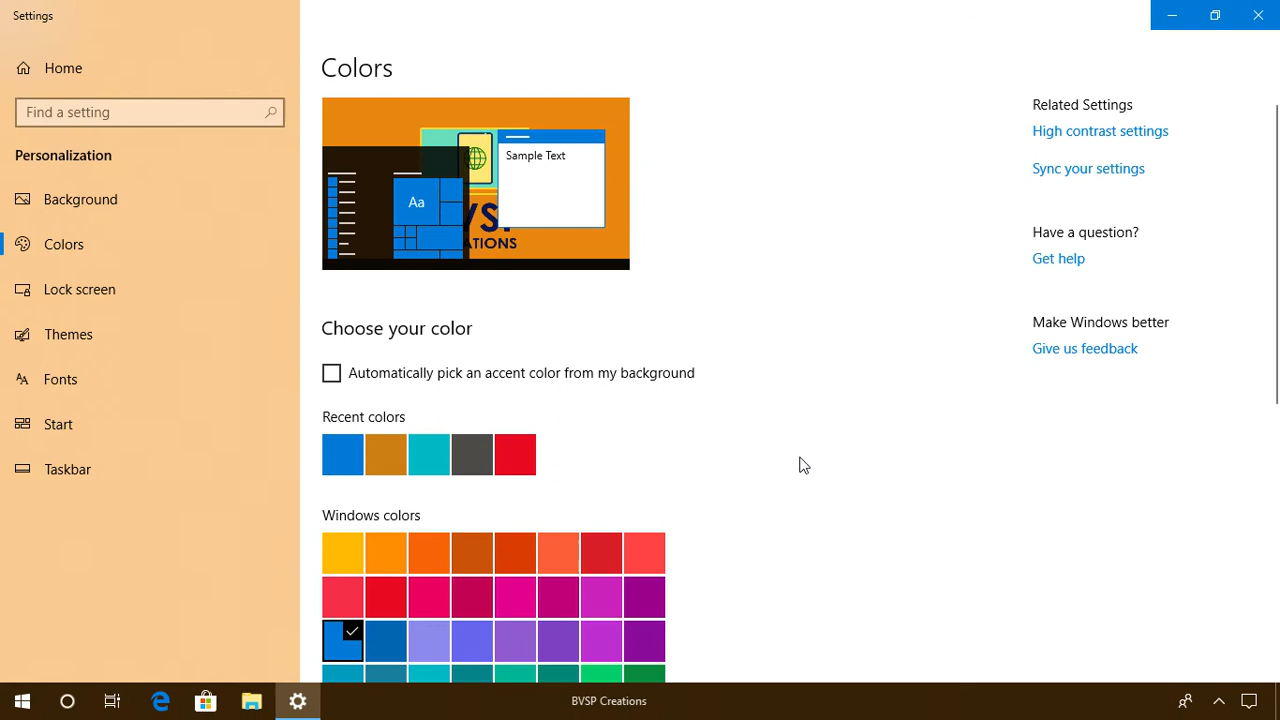 Settings
Home
Find a setting
Personalization
Background
Colors
Lock screen
Themes
Fonts
Start
Taskbar
Colors
Sample Text
Aa
ATIONS
Choose your color
Automatically pick an accent color from my background
Recent colors
Windows colors
Related Settings
High contrast settings
Sync your settings
Have a question?
Get help
Make Windows better
Give us feedback
BVSP Creations